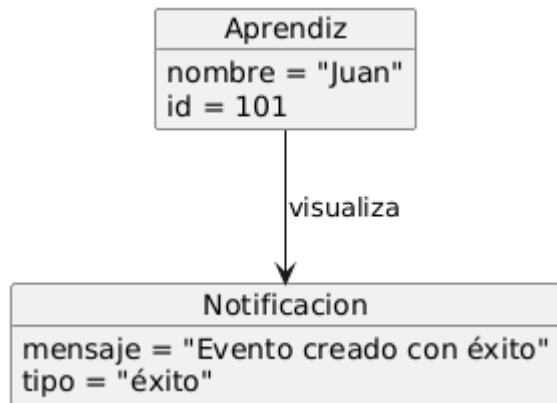 Aprendiz
nombre = "Juan"
id = 101
visualiza
Notificacion
mensaje = "Evento creado con éxito"
tipo = "éxito"